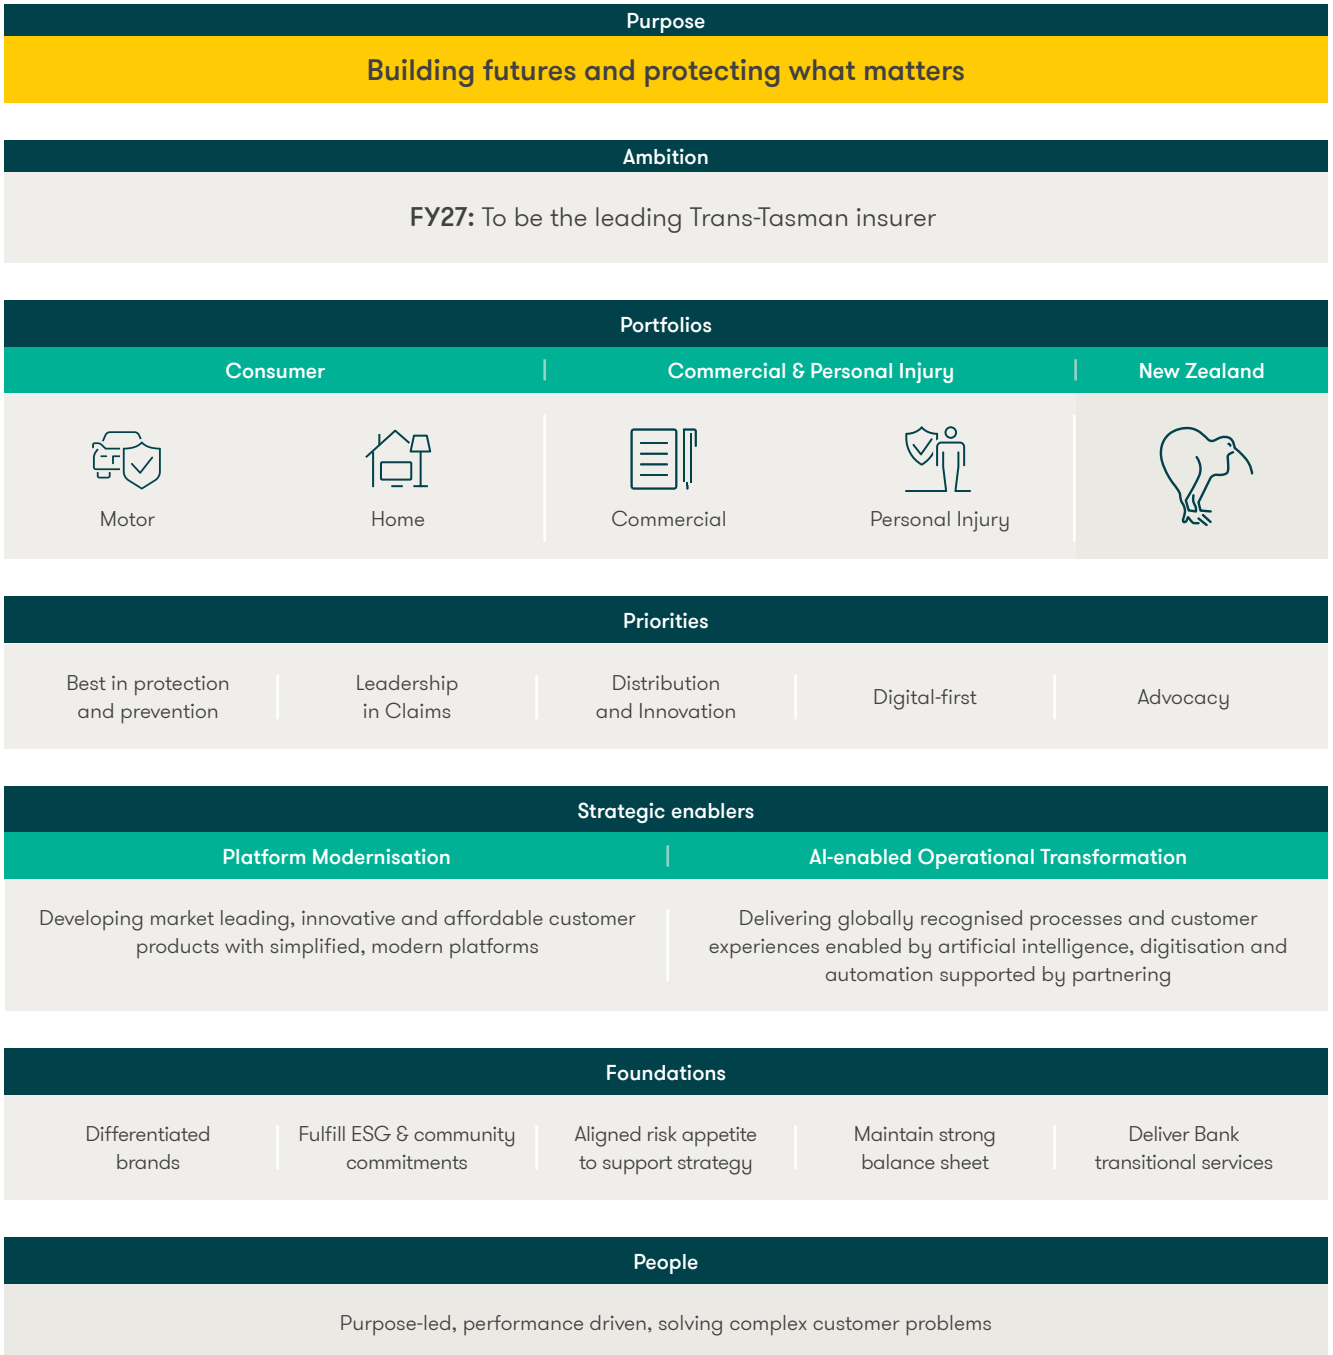 Purpose
Building futures and protecting what matters
Ambition
FY27: To be the leading Trans-Tasman insurer
Portfolios
Consumer
Commercial & Personal Injury
New Zealand
Motor
Home
Commercial
Personal Injury
Priorities
Best in protection
and prevention
Leadership
in Claims
Distribution
and Innovation
Digital-first
Advocacy
Strategic enablers
Platform Modernisation
AI-enabled Operational Transformation
Developing market leading, innovative and affordable customer
products with simplified, modern platforms
Delivering globally recognised processes and customer
experiences enabled by artificial intelligence, digitisation and
automation supported by partnering
Foundations
Differentiated
brands
Fulfill ESG & community
commitments
Aligned risk appetite
to support strategy
Maintain strong
balance sheet
Deliver Bank
transitional services
People
Purpose-led, performance driven, solving complex customer problems